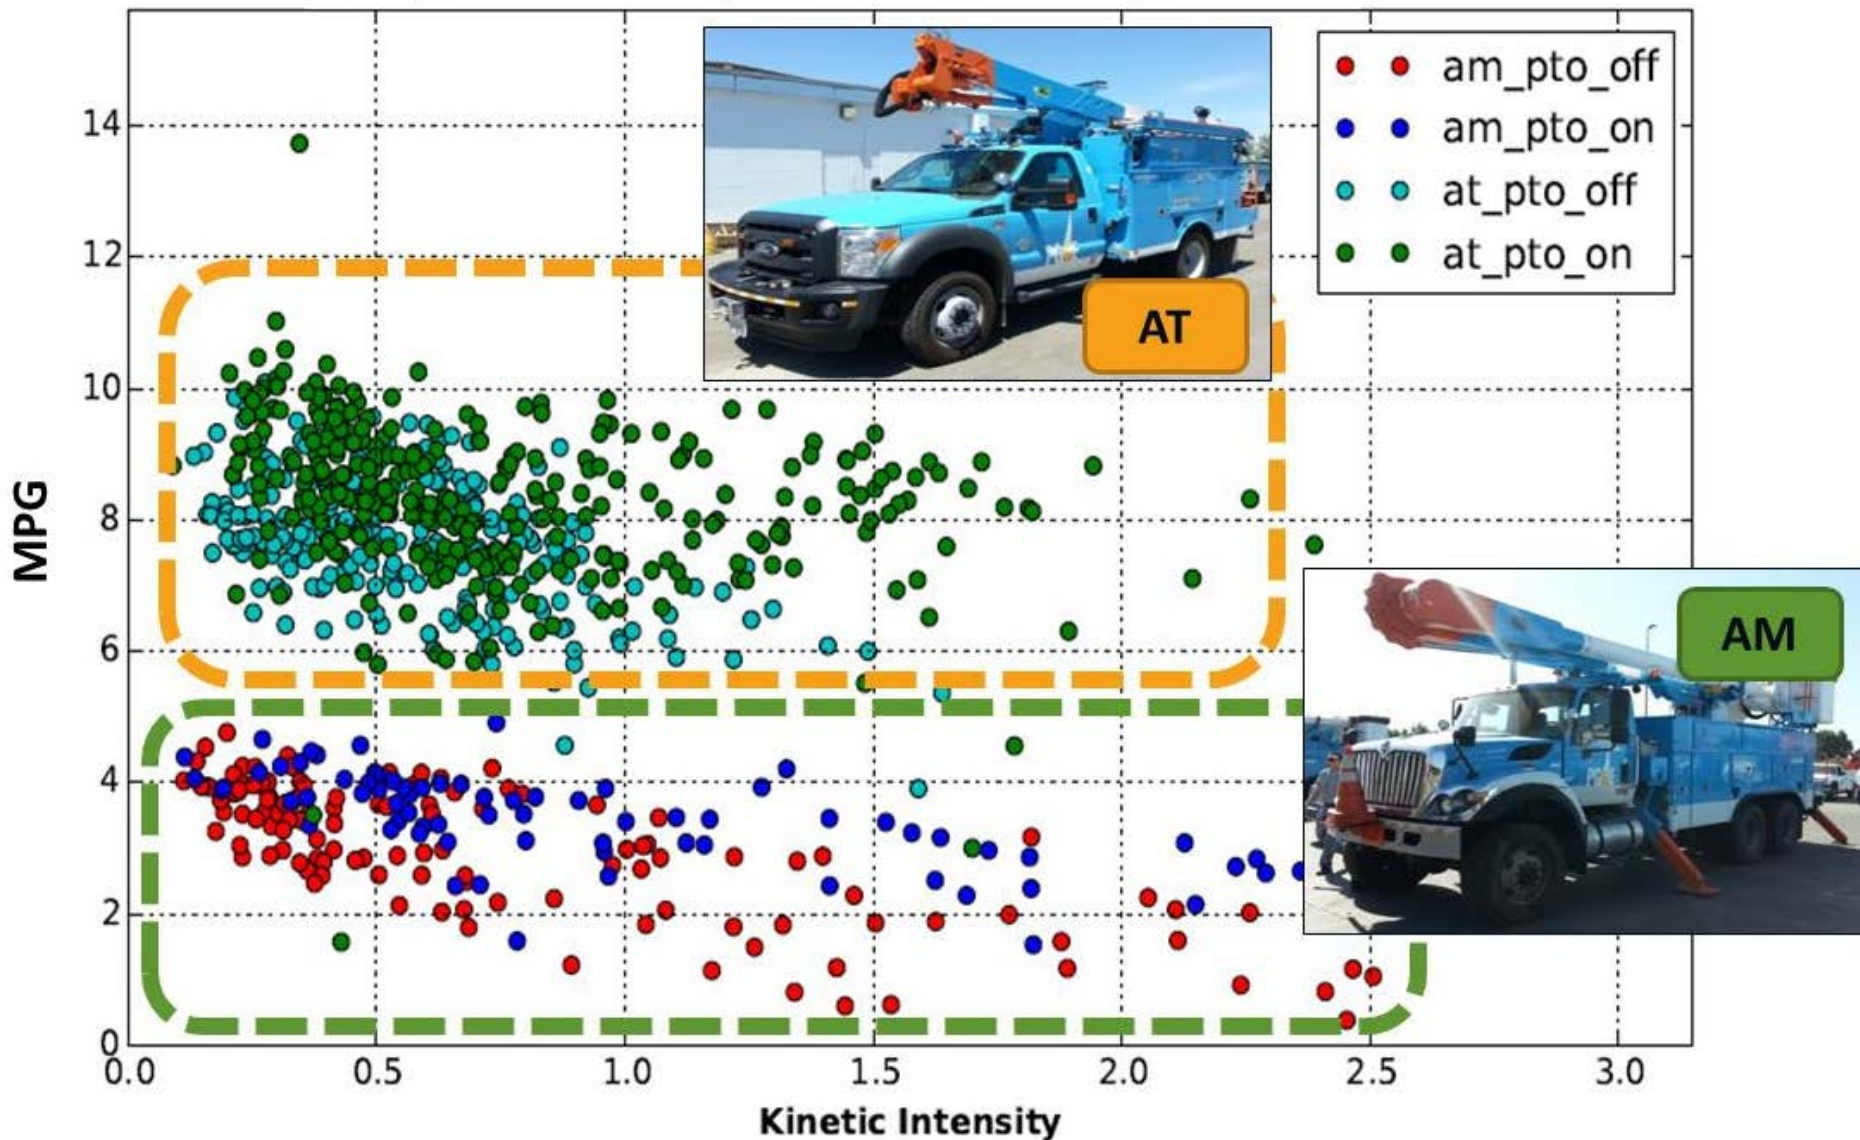 am_pto_off
am_pto_on
at_pto_off
at_pto_on
14
12
10
8
6
4
2
0
MPG
AT
AM
0.0 0.5 1.0 1.5 2.0 2.5 3.0
Kinetic Intensity